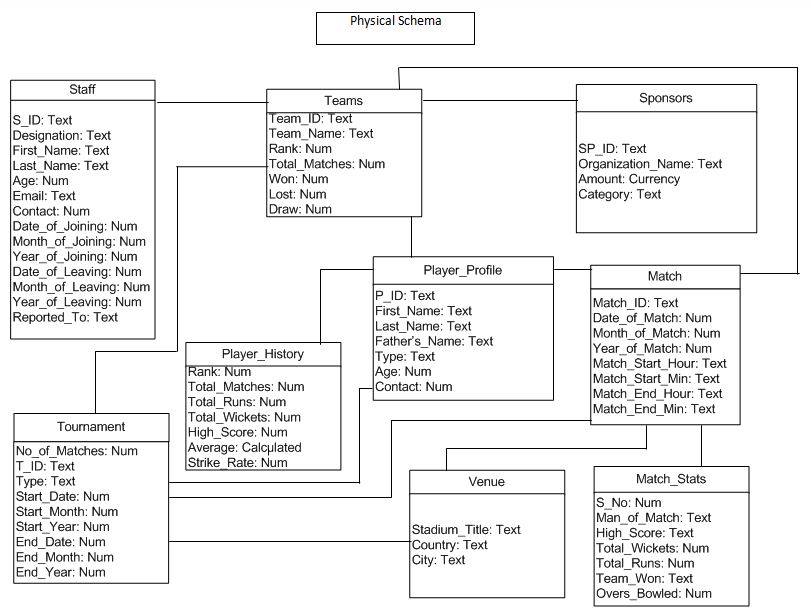 Physical Schema
Staff
S_ID: Text
Designation: Text
First_Name: Text
Last_Name: Text
Age: Num
Email: Text
Contact: Num
Date_of_Joining: Num
Month_of_Joining: Num
Year_of_Joining: Num
Date_of_Leaving: Num
Month_of_Leaving: Num
Year_of_Leaving: Num
Reported_To: Text
Teams
Team_ID: Text
Team_Name: Text
Rank: Num
Total_Matches: Num
Won: Num
Lost: Num
Draw: Num
Sponsors
SP_ID: Text
Organization_Name: Text
Amount: Currency
Category: Text
Player_Profile
P_ID: Text
First_Name: Text
Last_Name: Text
Father's_Name: Text
Type: Text
Age: Num
Contact: Num
Match
Match_ID: Text
Date_of_Match: Num
Month_of_Match: Num
Year_of_Match: Num
Match_Start_Hour: Text
Match_Start_Min: Text
Match_End_Hour: Text
Match_End_Min: Text
Player_History
Rank: Num
Total_Matches: Num
Total_Runs: Num
Total_Wickets: Num
High_Score: Num
Average: Calculated
Strike_Rate: Num
Tournament
No_of_Matches: Num
T_ID: Text
Type: Text
Start_Date: Num
Start_Month: Num
Start_Year: Num
End_Date: Num
End_Month: Num
End_Year: Num
Venue
Stadium_Title: Text
Country: Text
City: Text
Match_Stats
S_No: Num
Man_of_Match: Text
High_Score: Text
Total_Wickets: Num
Total_Runs: Num
Team_Won: Text
Overs_Bowled: Num